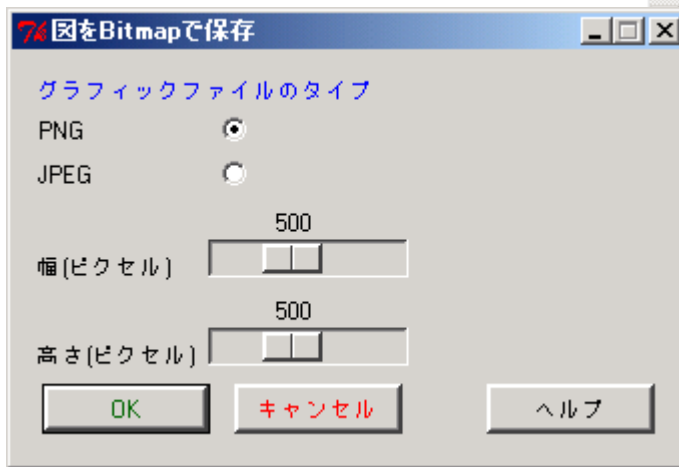 図をBitmapで保存
グラフィックファイルのタイプ
PNG
JPEG
500
幅(ピクセル)
500
高さ(ピクセル)
OK キャンセル ヘルプ